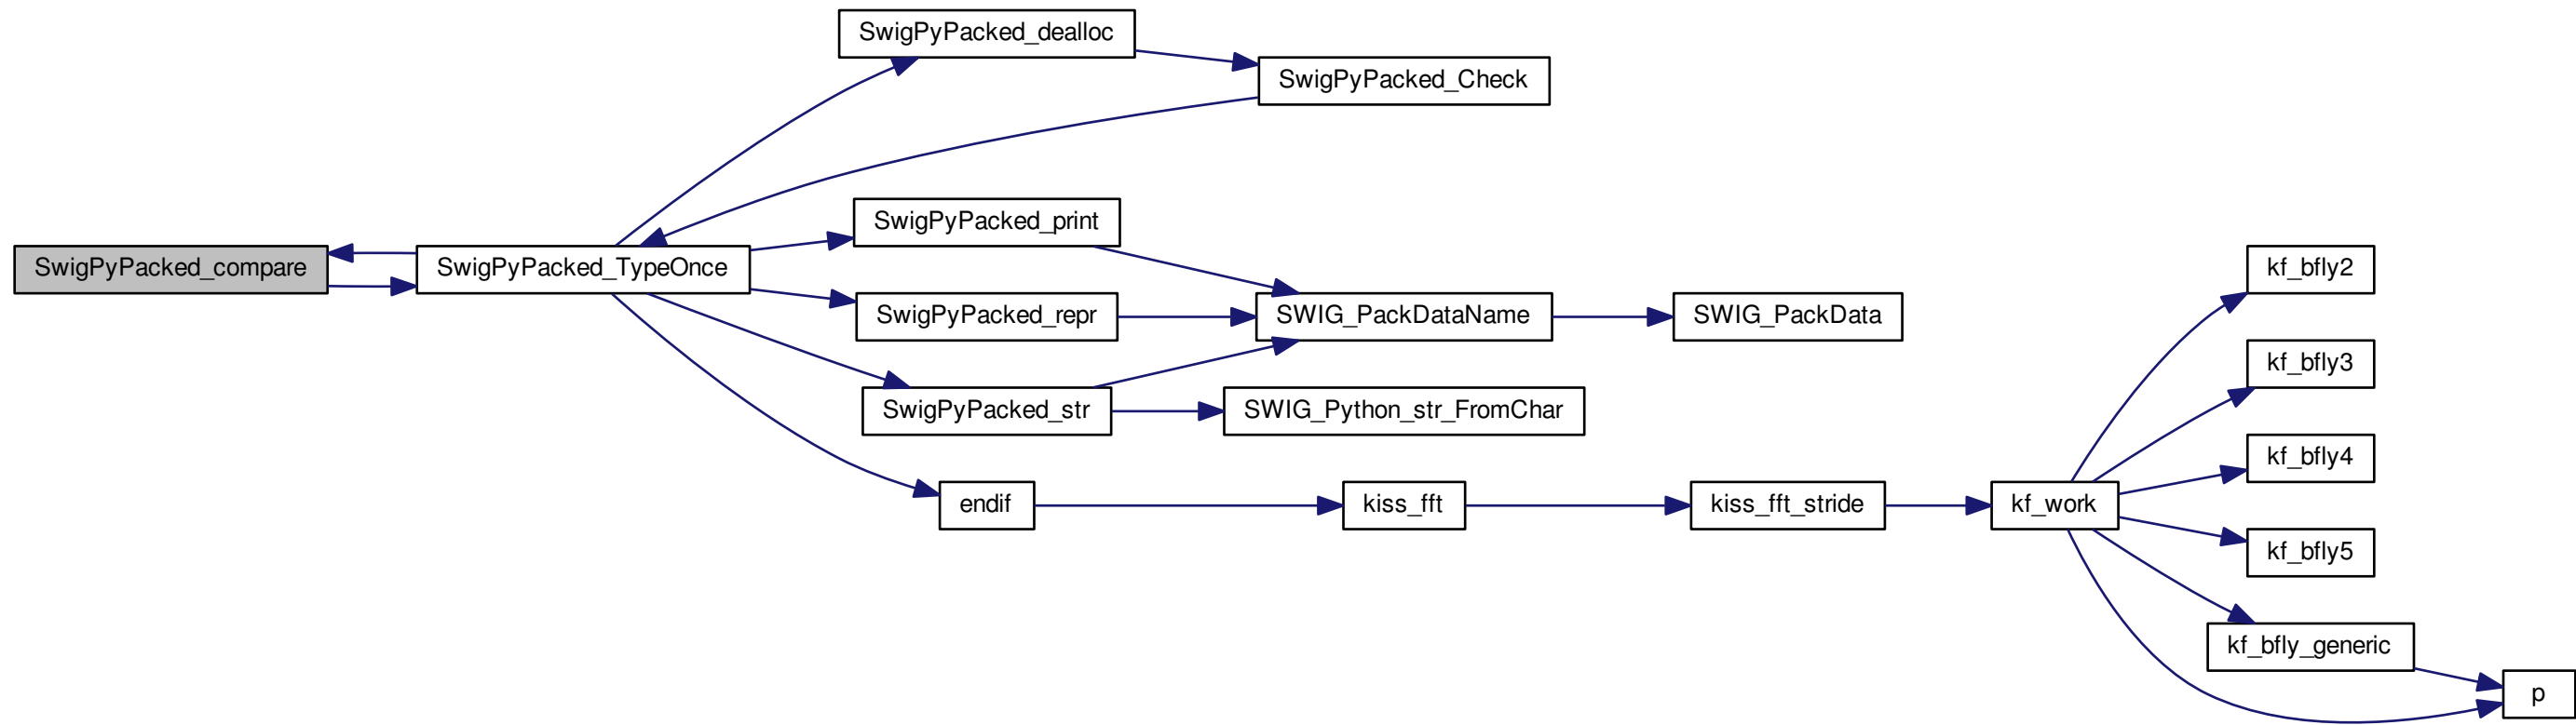 SwigPyPacked_dealloc
SwigPyPacked_Check
SwigPyPacked_print
SwigPyPacked_compare
SwigPyPacked_TypeOnce
kf_bfly2
SwigPyPacked_repr
SWIG_PackDataName
SWIG_PackData
kf_bfly3
SwigPyPacked_str
SWIG_Python_str_FromChar
kf_bfly4
endif
kiss_fft
kiss_fft_stride
kf_work
kf_bfly5
kf_bfly_generic
p